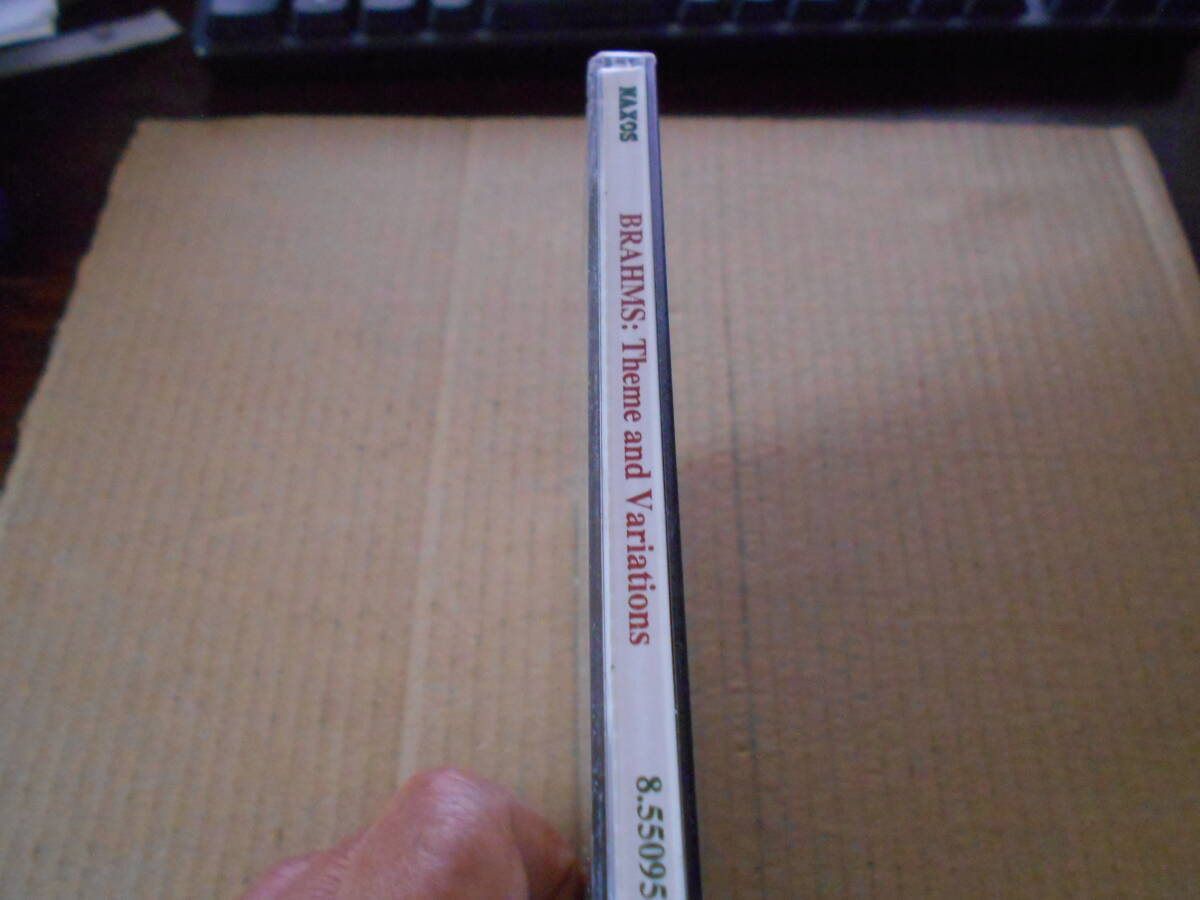 NAXOS
BRAHMS: Theme and Variations
8.55095